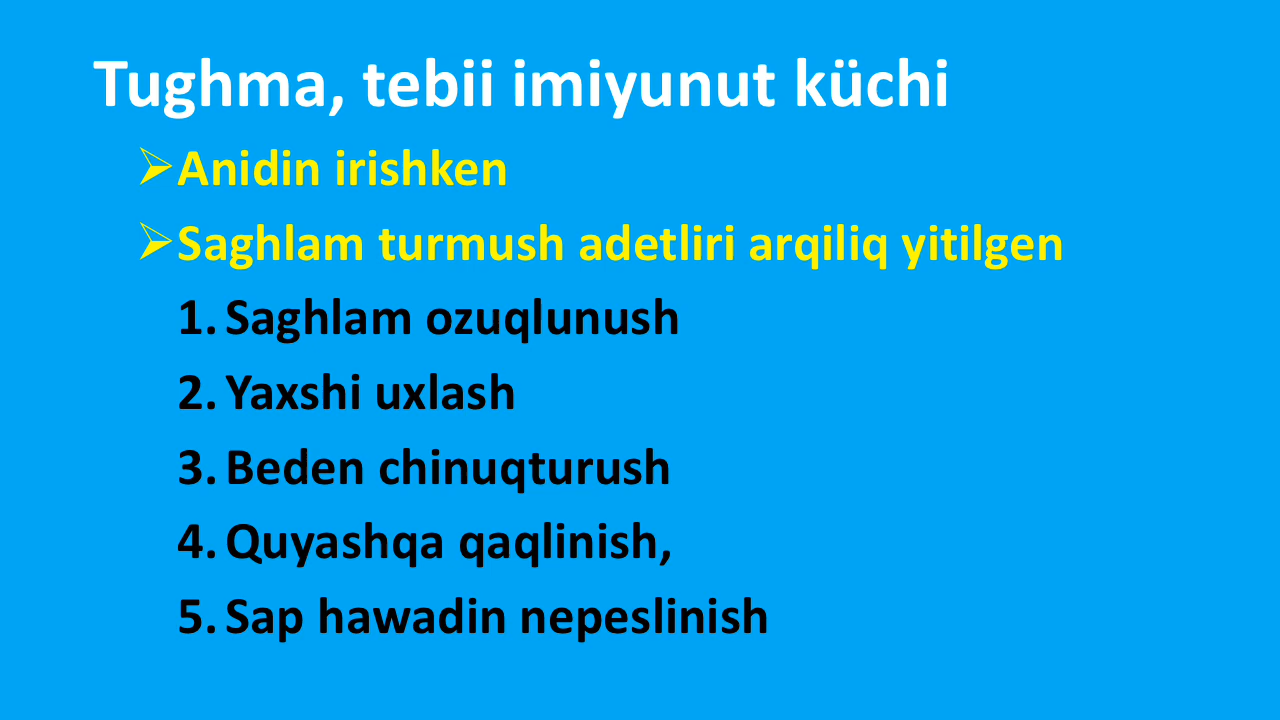 Tughma, tebii imiyunut küchi
➢Anidin irishken
➢Saghlam turmush adetliri arqiliq yitilgen
1. Saghlam ozuqlunush
2. Yaxshi uxlash
3. Beden chinuqturush
4. Quyashqa qaqlinish,
5. Sap hawadin nepeslinish